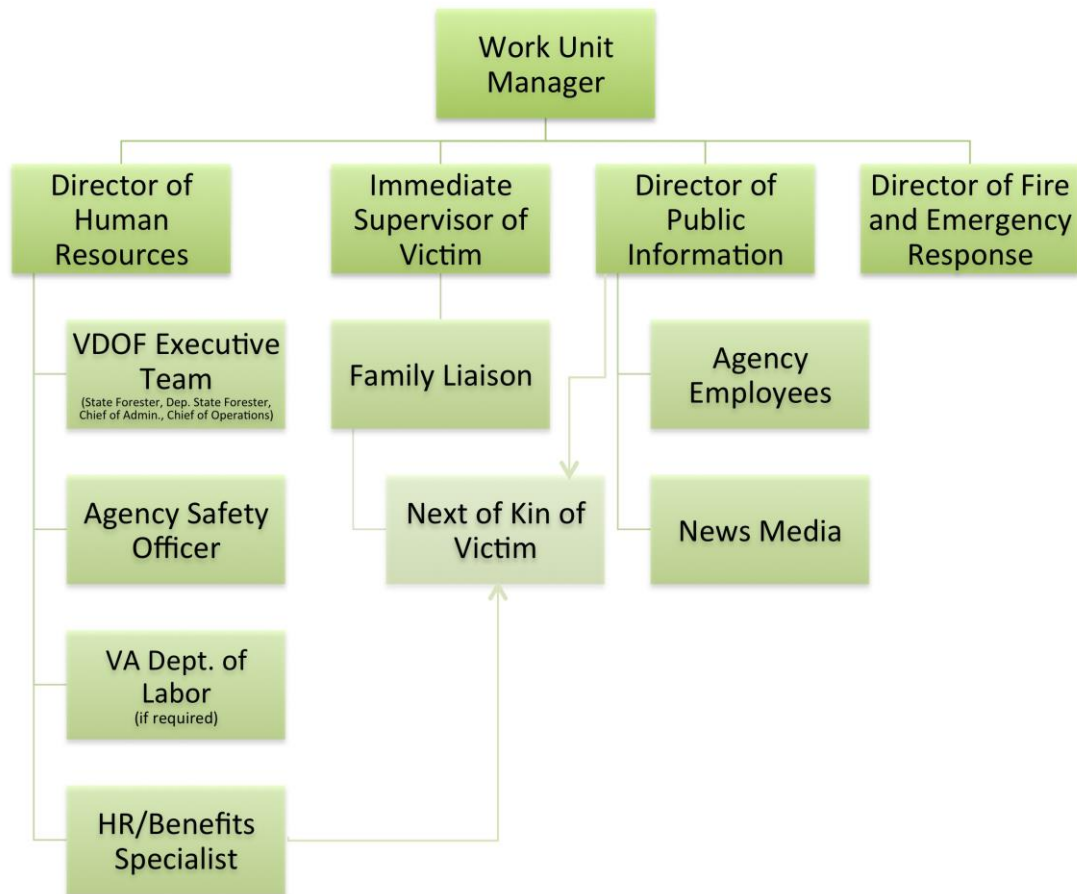 Work Unit
Manager
Director of
Human
Resources
Immediate
Supervisor of
Victim
Director of
Public
Information
Director of Fire
and Emergency
Response
VDOF Executive
Team
(State Forester, Dep. State Forester,
Chief of Admin., Chief of Operations)
Family Liaison
Agency
Employees
Agency Safety
Officer
Next of Kin of
Victim
News Media
VA Dept. of
Labor
(if required)
HR/Benefits
Specialist